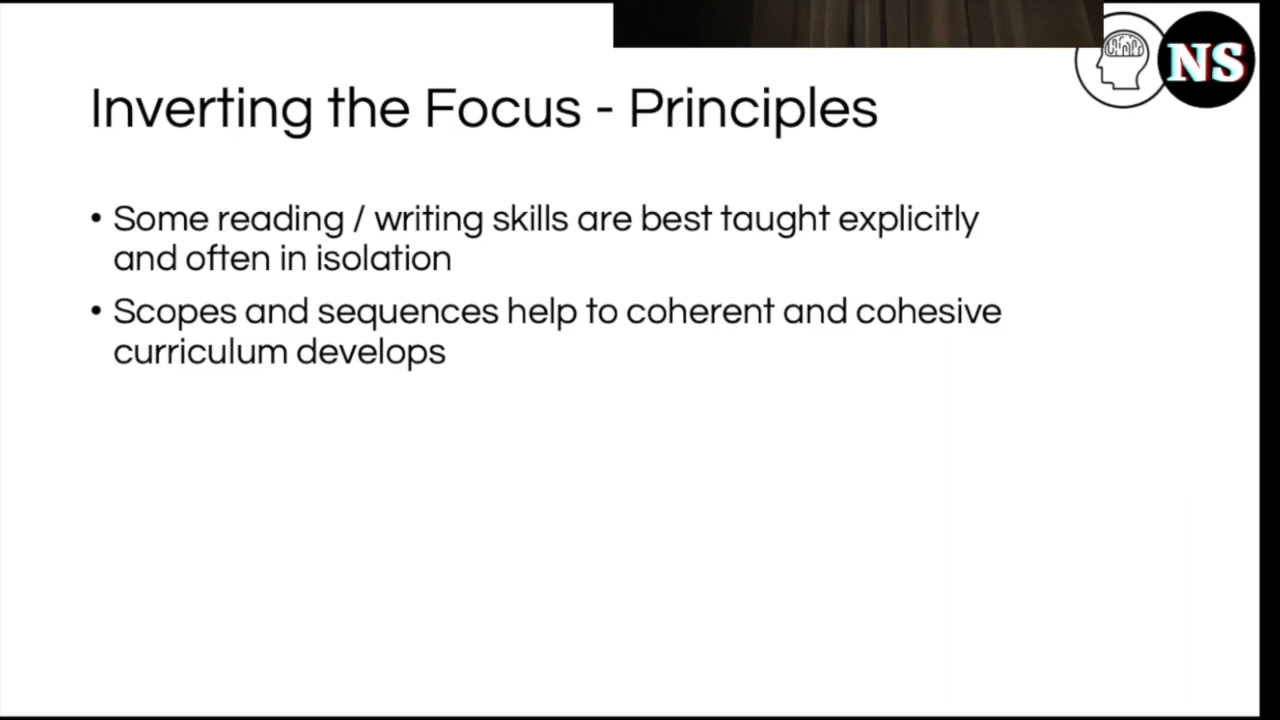 NS
Inverting the Focus - Principles
• Some reading / writing skills are best taught explicitly
and often in isolation
• Scopes and sequences help to coherent and cohesive
curriculum develops